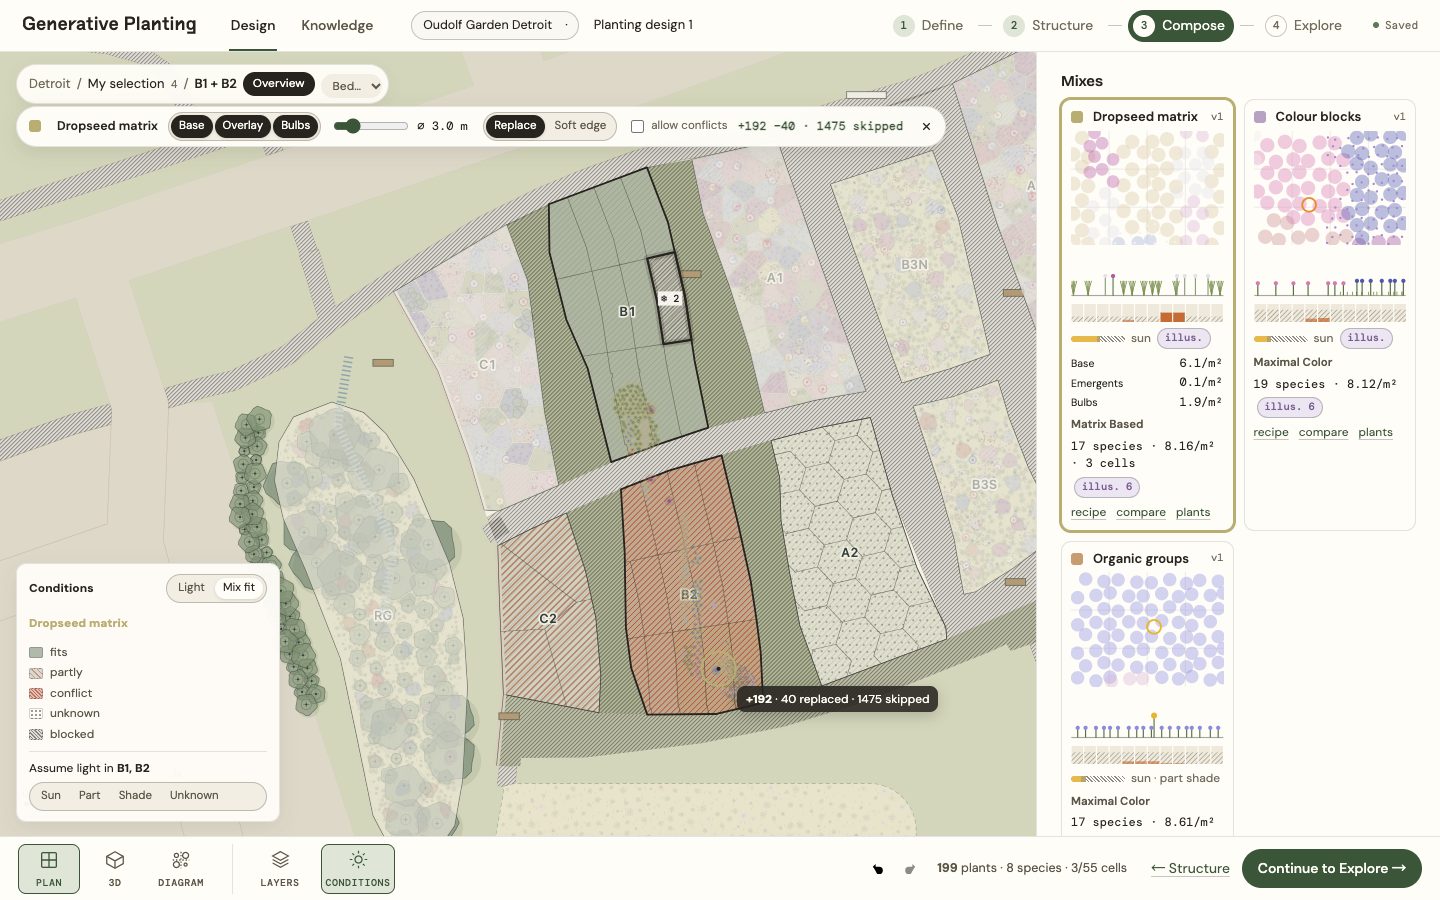 Generative Planting
Design
Knowledge
Oudolf Garden Detroit ·
Planting design 1
1 Define
2 Structure
3 Compose
4 Explore
Saved
Detroit / My selection 4 / B1 + B2
Overview
Bed...
Dropseed matrix
Base
Overlay
Bulbs
⌀ 3.0 m
Replace
Soft edge
allow conflicts
+192 −40 · 1475 skipped
×
B1
❄ 2
C1
A1
B3N
A
B3S
A2
C2
B2
RG
+192 · 40 replaced · 1475 skipped
Conditions
Light
Mix fit
Dropseed matrix
fits
partly
conflict
unknown
blocked
Assume light in B1, B2
Sun
Part
Shade
Unknown
Mixes
Dropseed matrix v1
sun illus.
Base 6.1/m²
Emergents 0.1/m²
Bulbs 1.9/m²
Matrix Based
17 species · 8.16/m²
· 3 cells
illus. 6
recipe compare plants
Colour blocks v1
sun illus.
Maximal Color
19 species · 8.12/m²
illus. 6
recipe compare plants
Organic groups v1
sun · part shade
Maximal Color
17 species · 8.61/m²
PLAN
3D
DIAGRAM
LAYERS
CONDITIONS
199 plants · 8 species · 3/55 cells
← Structure
Continue to Explore →